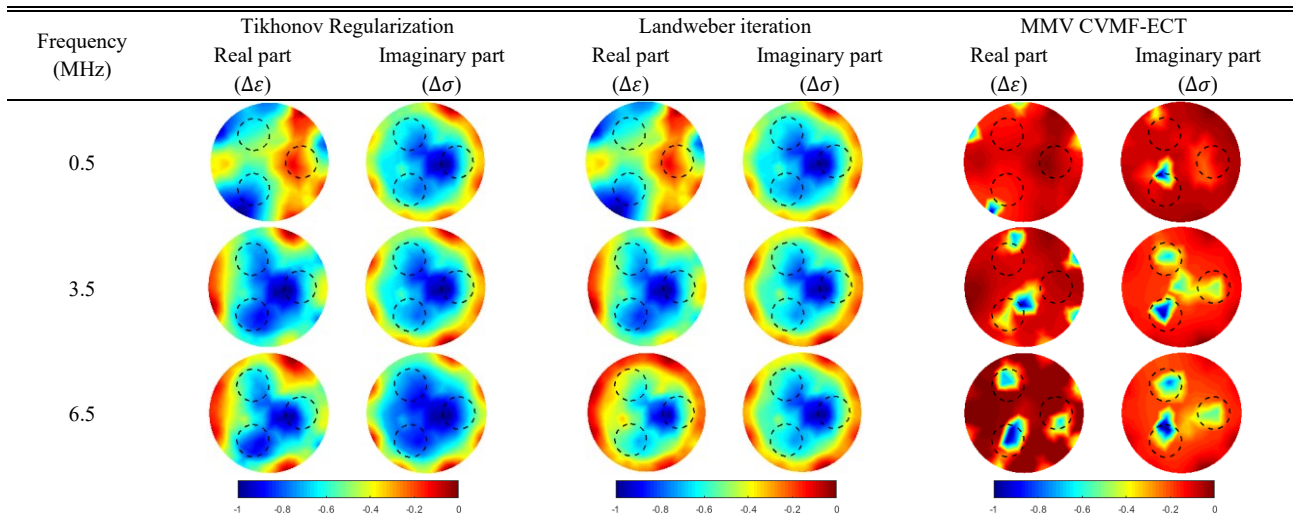 Frequency
(MHz)
Tikhonov Regularization
Landweber iteration
MMV CVMF-ECT
Real part
(Δε)
Imaginary part
(Δσ)
Real part
(Δε)
Imaginary part
(Δσ)
Real part
(Δε)
Imaginary part
(Δσ)
0.5
3.5
6.5
-1 -0.8 -0.6 -0.4 -0.2 0
-1 -0.8 -0.6 -0.4 -0.2 0
-1 -0.8 -0.6 -0.4 -0.2 0